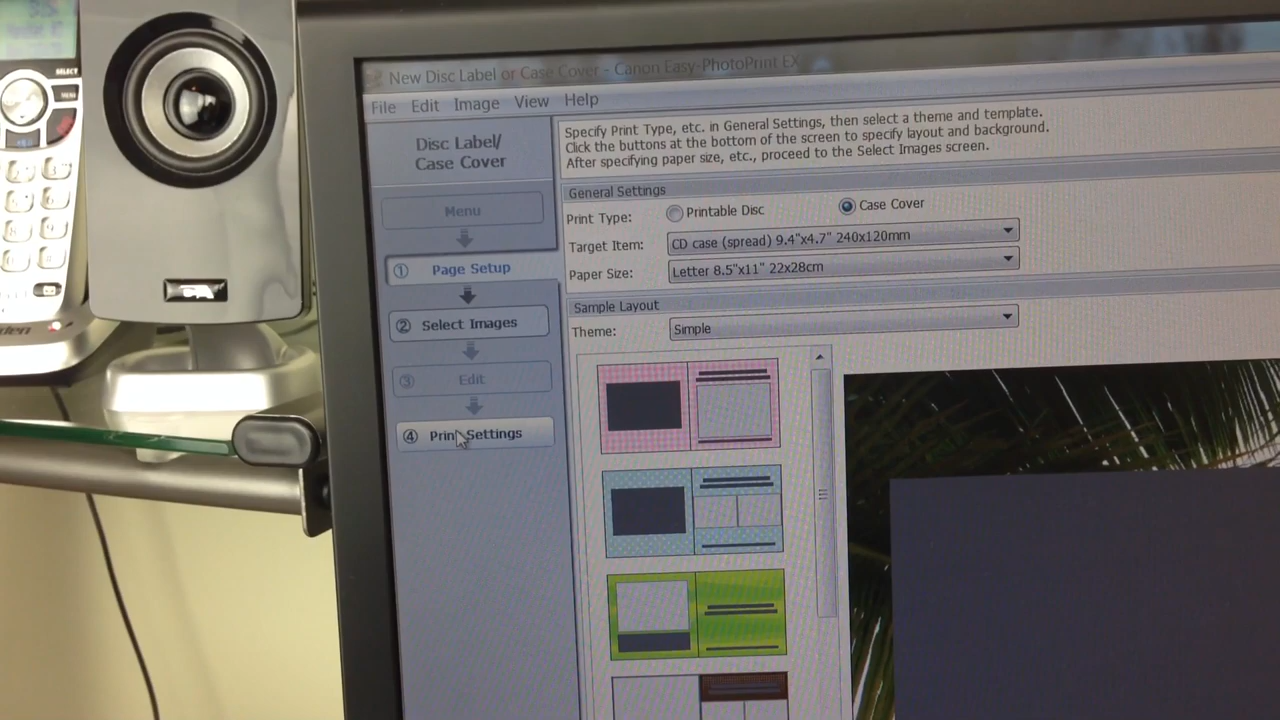 SELECT
MENU
New Disc Label or Case Cover - Canon Easy-PhotoPrint EX
File Edit Image View Help
Disc Label/
Case Cover
Specify Print Type, etc. in General Settings, then select a theme and template.
Click the buttons at the bottom of the screen to specify layout and background.
After specifying paper size, etc., proceed to the Select Images screen.
Menu
① Page Setup
② Select Images
③ Edit
④ Print Settings
General Settings
Print Type: Printable Disc Case Cover
Target Item: CD case (spread) 9.4"x4.7" 240x120mm
Paper Size: Letter 8.5"x11" 22x28cm
Sample Layout
Theme: Simple